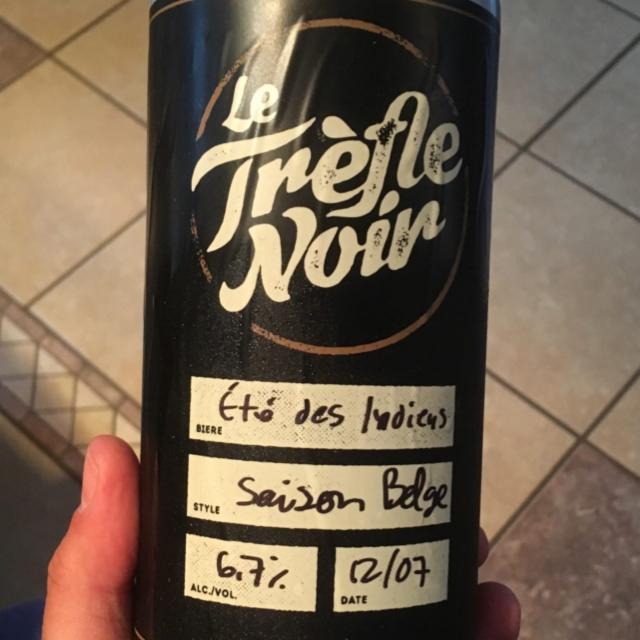 Le
Trèfle
Noir
Été des Indiens
BIERE
Saison Belge
STYLE
6.7%
ALC./VOL.
12/07
DATE